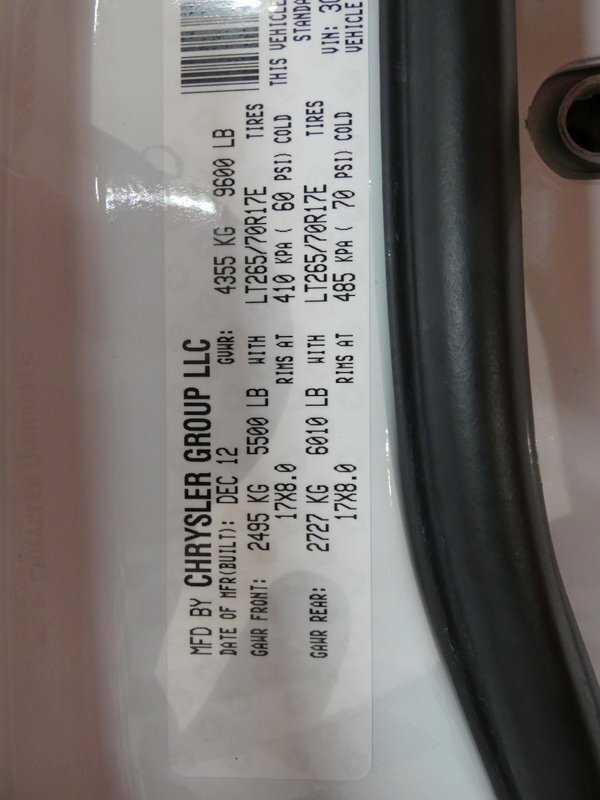 MFD BY CHRYSLER GROUP LLC
DATE OF MFR(BUILT): DEC 12 GVWR: 4355 KG 9600 LB
GAWR FRONT: 2495 KG 5500 LB WITH LT265/70R17E TIRES THIS VEHICLE
17X8.0 RIMS AT 410 KPA ( 60 PSI) COLD
GAWR REAR: 2727 KG 6010 LB WITH LT265/70R17E TIRES VIN:
17X8.0 RIMS AT 485 KPA ( 70 PSI) COLD VEHICLE